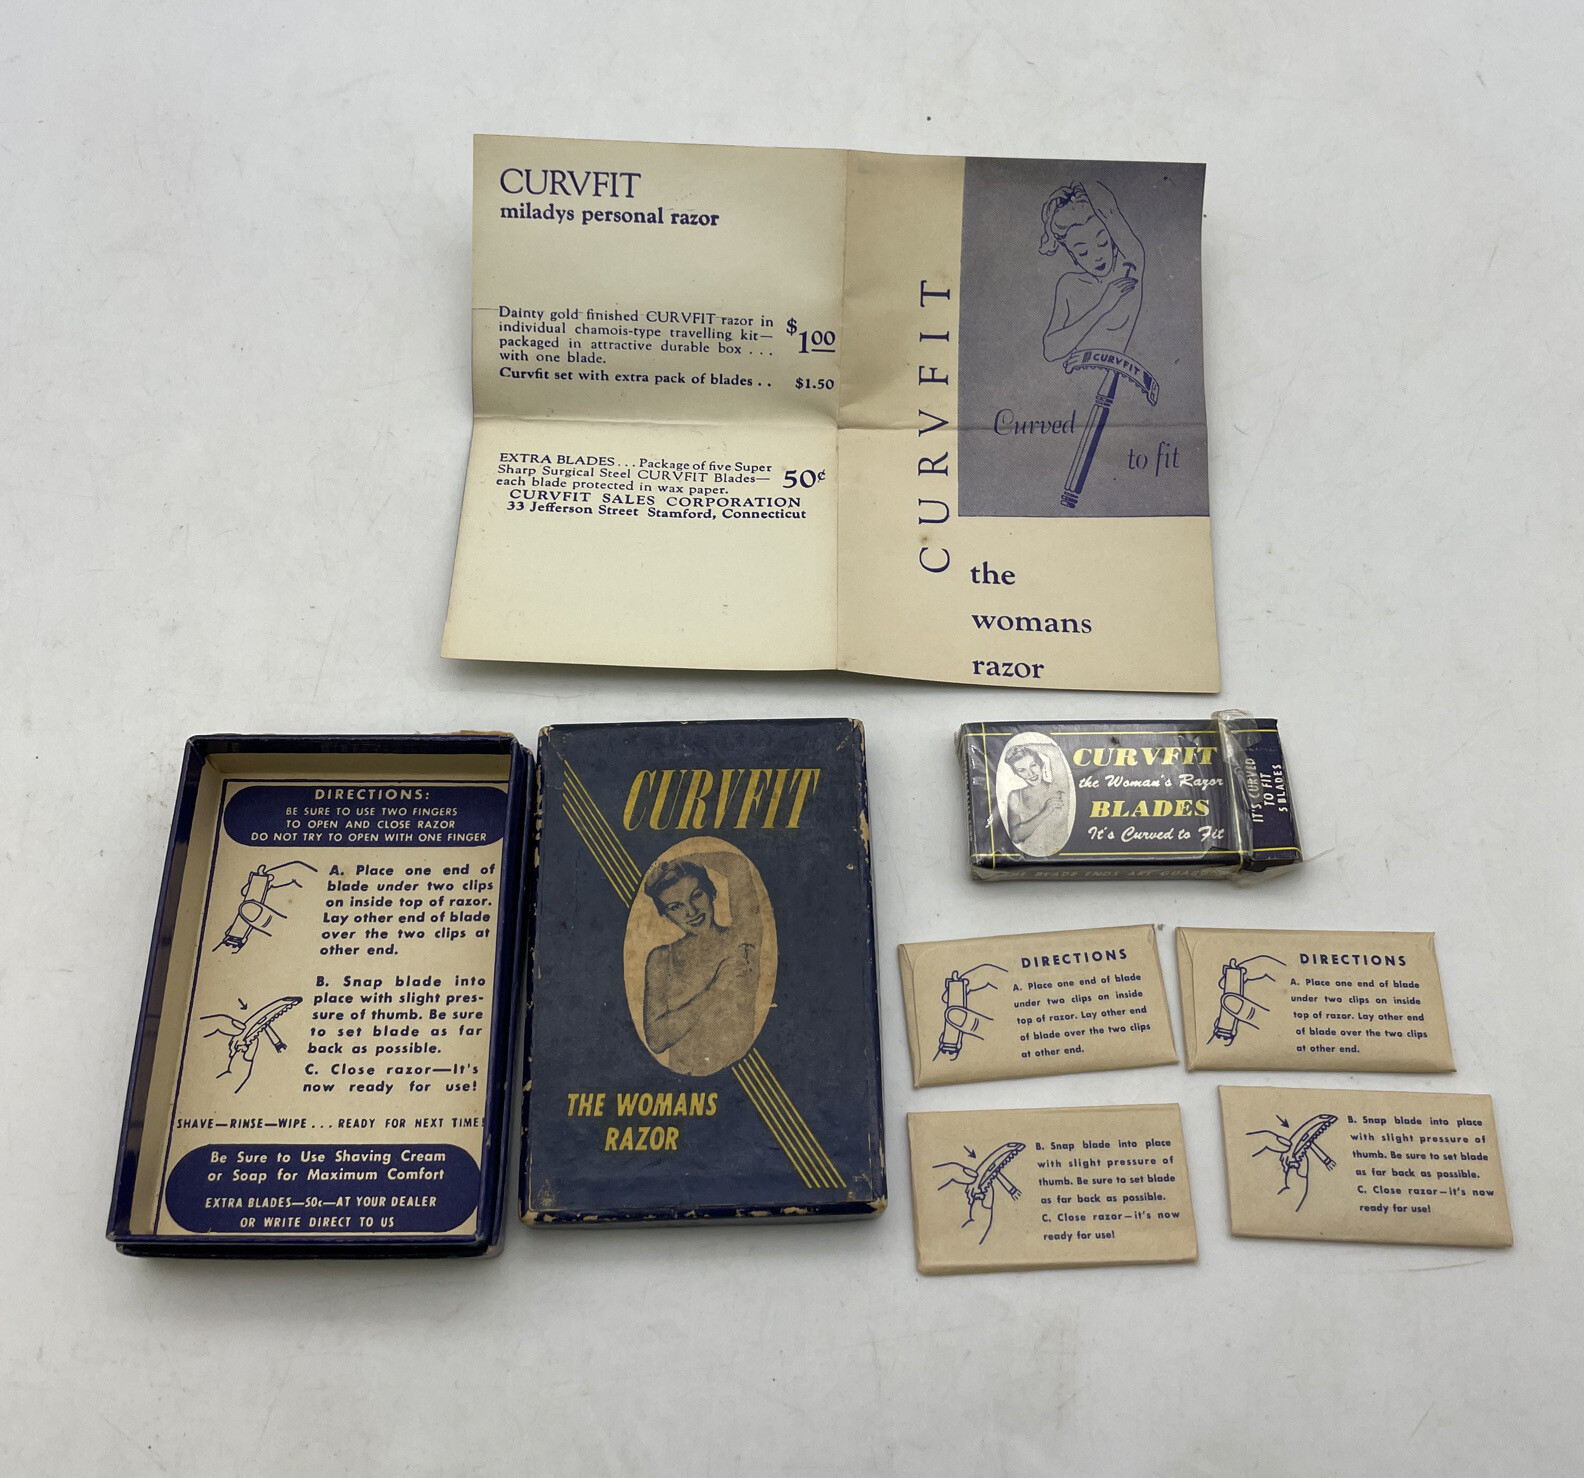 CURVFIT
miladys personal razor
Dainty gold finished CURVFIT razor in
individual chamois-type travelling kit—
packaged in attractive durable box . . .
with one blade.
$1.00
Curvfit set with extra pack of blades . . $1.50
EXTRA BLADES . . . Package of five Super
Sharp Surgical Steel CURVFIT Blades—
each blade protected in wax paper.
50¢
CURVFIT SALES CORPORATION
33 Jefferson Street Stamford, Connecticut
CURVFIT
CURVFIT
Curved
to fit
the
womans
razor
DIRECTIONS:
BE SURE TO USE TWO FINGERS
TO OPEN AND CLOSE RAZOR
DO NOT TRY TO OPEN WITH ONE FINGER
A. Place one end of
blade under two clips
on inside top of razor.
Lay other end of blade
over the two clips at
other end.
B. Snap blade into
place with slight pres-
sure of thumb. Be sure
to set blade as far
back as possible.
C. Close razor—It's
now ready for use!
SHAVE—RINSE—WIPE . . . READY FOR NEXT TIME!
Be Sure to Use Shaving Cream
or Soap for Maximum Comfort
EXTRA BLADES—50c—AT YOUR DEALER
OR WRITE DIRECT TO US
CURVFIT
THE WOMANS
RAZOR
CURVFIT
the Woman's Razor
BLADES
It's Curved to Fit
IT'S CURVED
TO FIT
5 BLADES
BLADE ENDS ARE
DIRECTIONS
A. Place one end of blade
under two clips on inside
top of razor. Lay other end
of blade over the two clips
at other end.
DIRECTIONS
A. Place one end of blade
under two clips on inside
top of razor. Lay other end
of blade over the two clips
at other end.
B. Snap blade into place
with slight pressure of
thumb. Be sure to set blade
as far back as possible.
C. Close razor—it's now
ready for use!
B. Snap blade into place
with slight pressure of
thumb. Be sure to set blade
as far back as possible.
C. Close razor—it's now
ready for use!